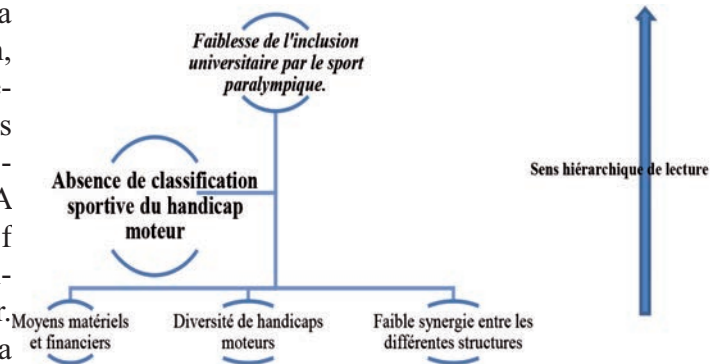 a
n,
e-
s
-
A
f
n-
r.
a
Faiblesse de l'inclusion
universitaire par le sport
paralympique.
Absence de classification
sportive du handicap
moteur
Moyens matériels
et financiers
Diversité de handicaps
moteurs
Faible synergie entre les
différentes structures
Sens hiérarchique de lecture